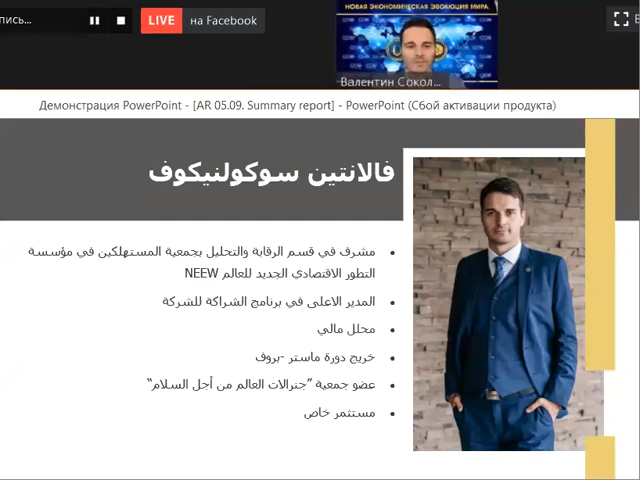 пись...
LIVE на Facebook
НОВАЯ ЭКОНОМИЧЕСКАЯ ЭВОЛЮЦИЯ МИРА
Валентин Сокол...
Демонстрация PowerPoint - [AR 05.09. Summary report] - PowerPoint (Сбой активации продукта)
فالانتين سوكولنيكوف
• مشرف في قسم الرقابة والتحليل بجمعية المستهلكين في مؤسسة
التطور الاقتصادي الجديد للعالم NEEW
• المدير الاعلى في برنامج الشراكة للشركة
• محلل مالي
• خريج دورة ماستر -بروف
• عضو جمعية ”جنرالات العالم من أجل السلام“
• مستثمر خاص